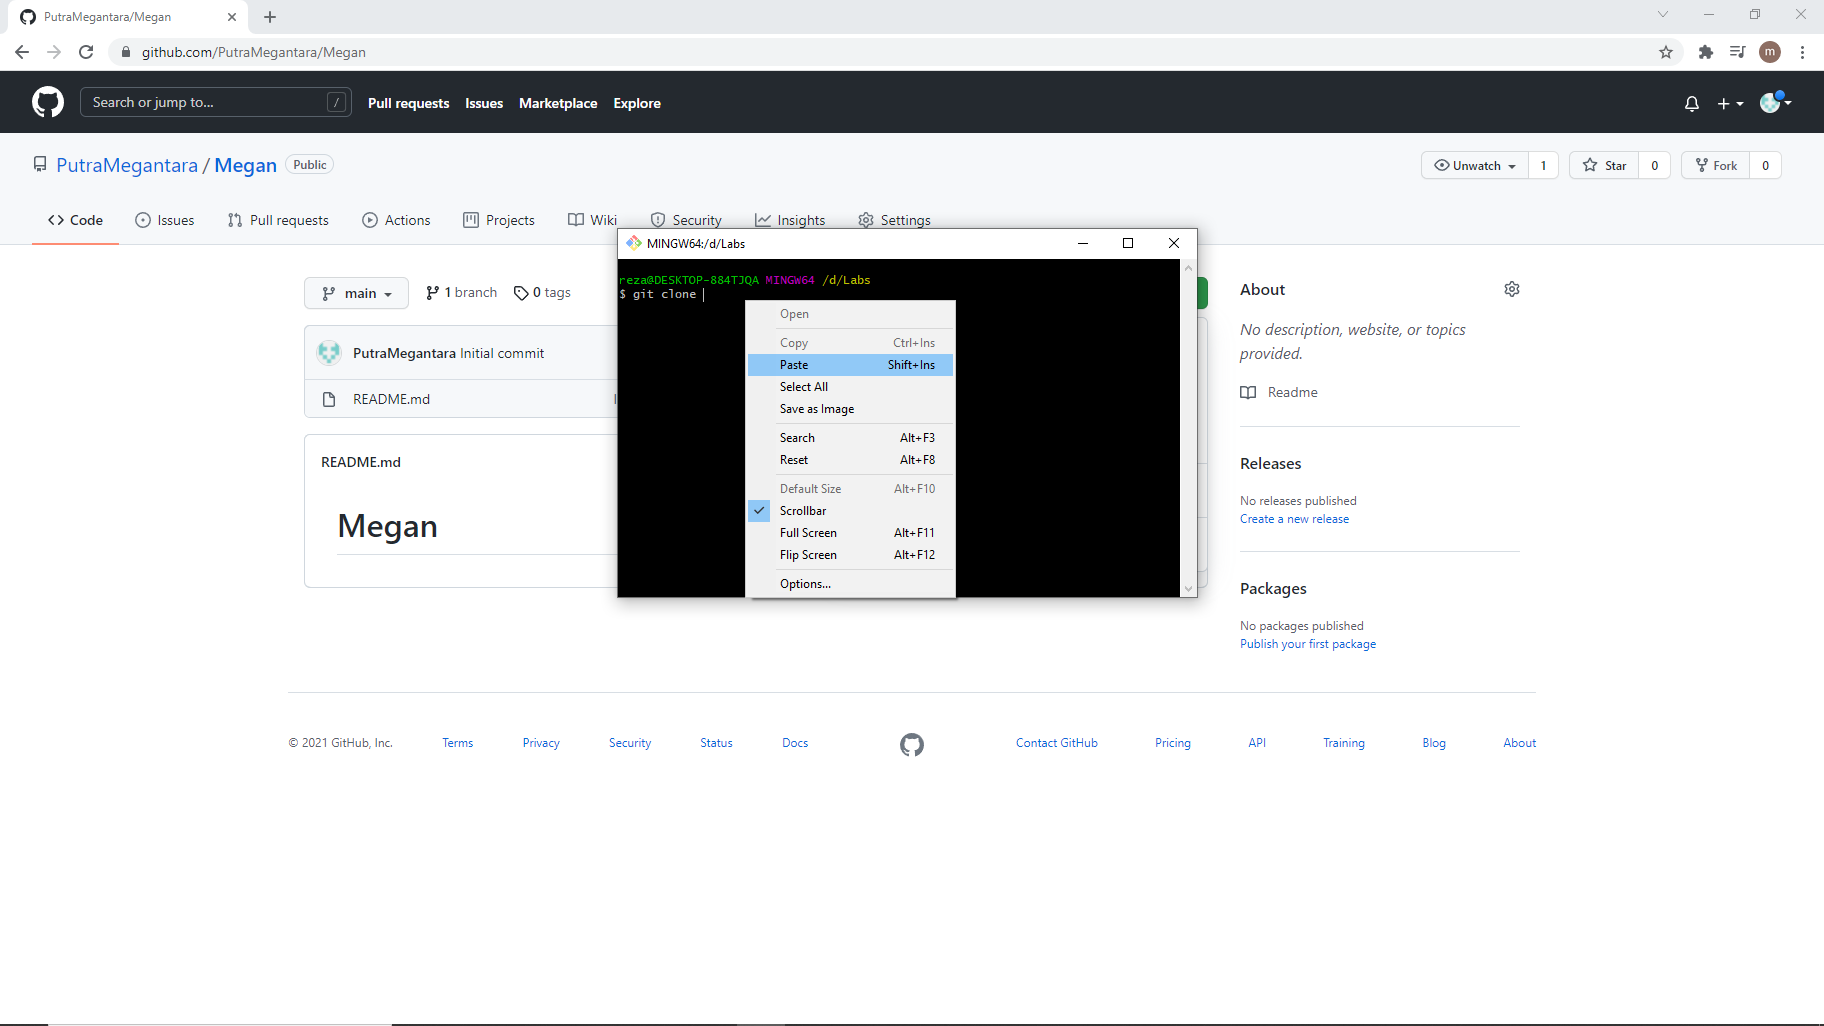 PutraMegantara/Megan
github.com/PutraMegantara/Megan
m
Search or jump to... /
Pull requests Issues Marketplace Explore
PutraMegantara / Megan Public
Unwatch 1 Star 0 Fork 0
Code Issues Pull requests Actions Projects Wiki Security Insights Settings
main 1 branch 0 tags
PutraMegantara Initial commit
README.md
README.md
Megan
MINGW64:/d/Labs
reza@DESKTOP-884TJQA MINGW64 /d/Labs
$ git clone
Open
Copy Ctrl+Ins
Paste Shift+Ins
Select All
Save as Image
Search Alt+F3
Reset Alt+F8
Default Size Alt+F10
Scrollbar
Full Screen Alt+F11
Flip Screen Alt+F12
Options...
About
No description, website, or topics
provided.
Readme
Releases
No releases published
Create a new release
Packages
No packages published
Publish your first package
© 2021 GitHub, Inc. Terms Privacy Security Status Docs Contact GitHub Pricing API Training Blog About